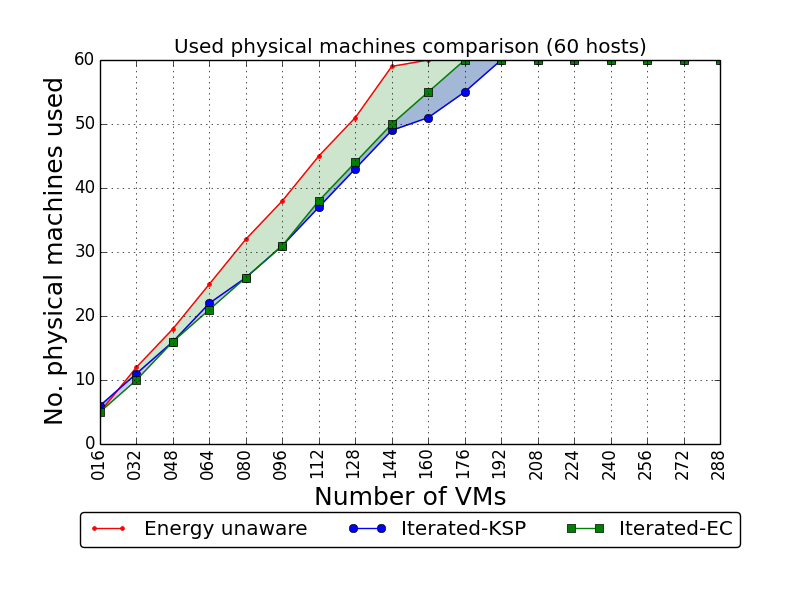 Used physical machines comparison (60 hosts)
No. physical machines used
60
50
40
30
20
10
0
016 032 048 064 080 096 112 128 144 160 176 192 208 224 240 256 272 288
Number of VMs
Energy unaware Iterated-KSP Iterated-EC